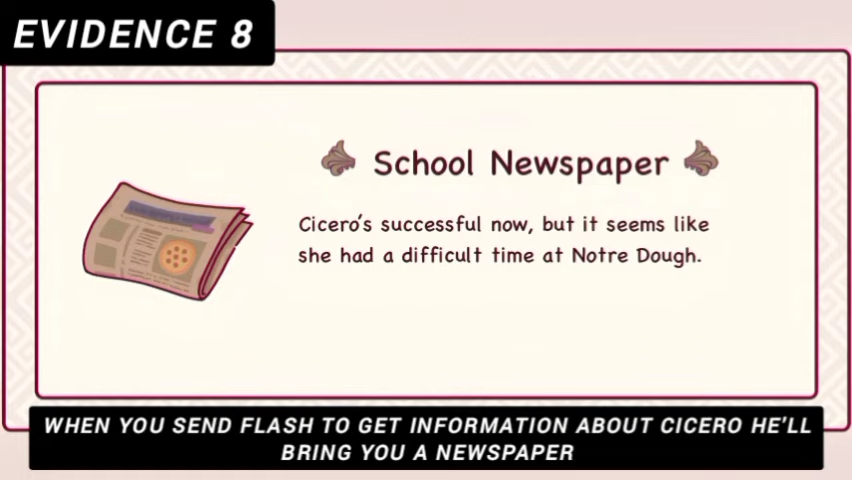 EVIDENCE 8
School Newspaper
Cicero's successful now, but it seems like
she had a difficult time at Notre Dough.
WHEN YOU SEND FLASH TO GET INFORMATION ABOUT CICERO HE'LL
BRING YOU A NEWSPAPER